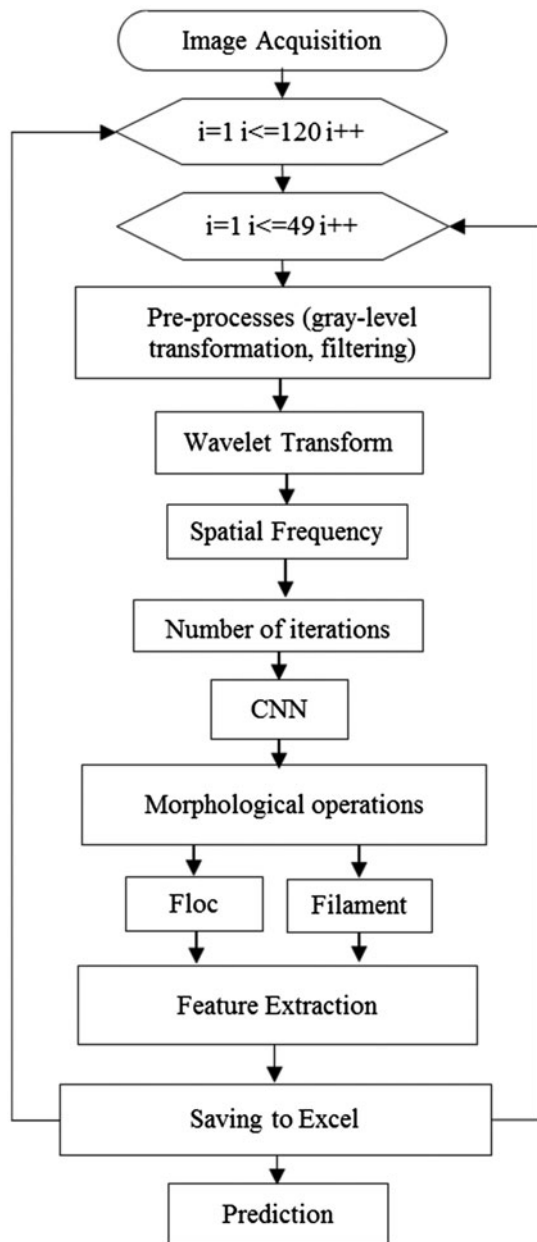 Image Acquisition
i=1 i<=120 i++
i=1 i<=49 i++
Pre-processes (gray-level
transformation, filtering)
Wavelet Transform
Spatial Frequency
Number of iterations
CNN
Morphological operations
Floc
Filament
Feature Extraction
Saving to Excel
Prediction